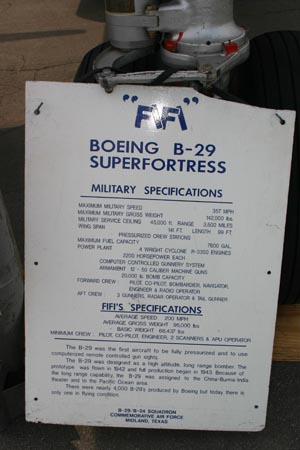 "FIFI"
BOEING B-29
SUPERFORTRESS
MILITARY SPECIFICATIONS
MAXIMUM MILITARY SPEED 357 MPH
MAXIMUM MILITARY GROSS WEIGHT 142,000 lbs.
MILITARY SERVICE CEILING 45,000 ft. RANGE 3,600 MILES
WING SPAN 141 FT. LENGTH 99 FT.
PRESSURIZED CREW STATIONS
MAXIMUM FUEL CAPACITY 7800 GAL.
POWER PLANT 4 WRIGHT CYCLONE R-3350 ENGINES
2200 HORSEPOWER EACH
COMPUTER CONTROLLED GUNNERY SYSTEM
ARMAMENT 12 - 50 CALIBER MACHINE GUNS
20,000 lb. BOMB CAPACITY
FORWARD CREW PILOT, CO-PILOT, BOMBARDIER, NAVIGATOR,
ENGINEER & RADIO OPERATOR
AFT CREW 3 GUNNERS, RADAR OPERATOR & TAIL GUNNER
FIFI'S SPECIFICATIONS
AVERAGE SPEED 200 MPH
AVERAGE GROSS WEIGHT 95,000 lbs
BASIC WEIGHT 68,437 lbs
MINIMUM CREW PILOT, CO-PILOT, ENGINEER, 2 SCANNERS & APU OPERATOR
The B-29 was the first aircraft to be fully pressurized and to use
computerized remote controlled gun sights.
The B-29 was designed as a high altitude, long range bomber. The
prototype was flown in 1942 and full production began in 1943. Because of
the long range capability, the B-29 was assigned to the China-Burma-India
theater and to the Pacific Ocean area.
There were nearly 4,000 B-29's produced by Boeing but today there is
only one in flying condition.
B-29/B-24 SQUADRON
COMMEMORATIVE AIR FORCE
MIDLAND, TEXAS